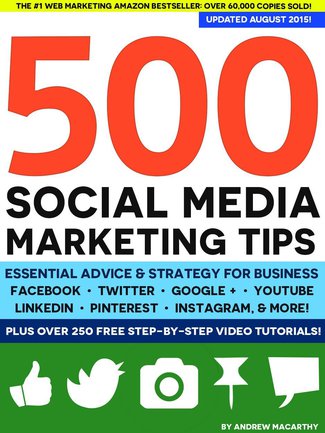 THE #1 WEB MARKETING AMAZON BESTSELLER: OVER 60,000 COPIES SOLD!
UPDATED AUGUST 2015!
500
SOCIAL MEDIA
MARKETING TIPS
ESSENTIAL ADVICE & STRATEGY FOR BUSINESS
FACEBOOK • TWITTER • GOOGLE + • YOUTUBE
LINKEDIN • PINTEREST • INSTAGRAM, & MORE!
PLUS OVER 250 FREE STEP-BY-STEP VIDEO TUTORIALS!
BY ANDREW MACARTHY